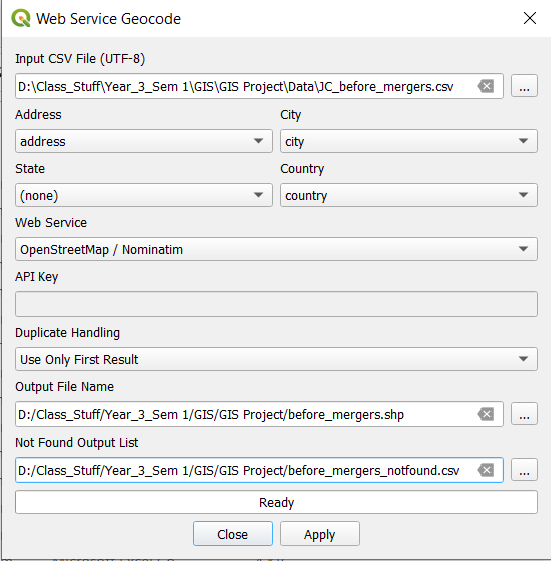 Web Service Geocode
Input CSV File (UTF-8)
D:\Class_Stuff\Year_3_Sem 1\GIS\GIS Project\Data\JC_before_mergers.csv
...
Address City
address city
State Country
(none) country
Web Service
OpenStreetMap / Nominatim
API Key
Duplicate Handling
Use Only First Result
Output File Name
D:/Class_Stuff/Year_3_Sem 1/GIS/GIS Project/before_mergers.shp
...
Not Found Output List
D:/Class_Stuff/Year_3_Sem 1/GIS/GIS Project/before_mergers_notfound.csv
...
Ready
Close Apply